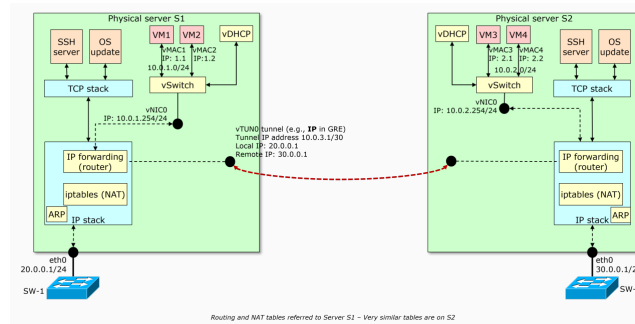 Physical server S1
SSH server
OS update
VM1
VM2
vDHCP
vMAC1 IP: 1.1
vMAC2 IP:1.2
10.0.1.0/24
TCP stack
vSwitch
vNIC0
IP: 10.0.1.254/24
vTUN0 tunnel (e.g., IP in GRE)
Tunnel IP address 10.0.3.1/30
Local IP: 20.0.0.1
Remote IP: 30.0.0.1
IP forwarding (router)
iptables (NAT)
ARP
IP stack
eth0
20.0.0.1/24
SW-1
Physical server S2
vDHCP
VM3
VM4
SSH server
OS update
vMAC3 IP: 2.1
vMAC4 IP: 2.2
10.0.2.0/24
vSwitch
TCP stack
vNIC0
IP: 10.0.2.254/24
IP forwarding (router)
iptables (NAT)
ARP
IP stack
eth0
30.0.0.1/2
SW-
Routing and NAT tables referred to Server S1 – Very similar tables are on S2